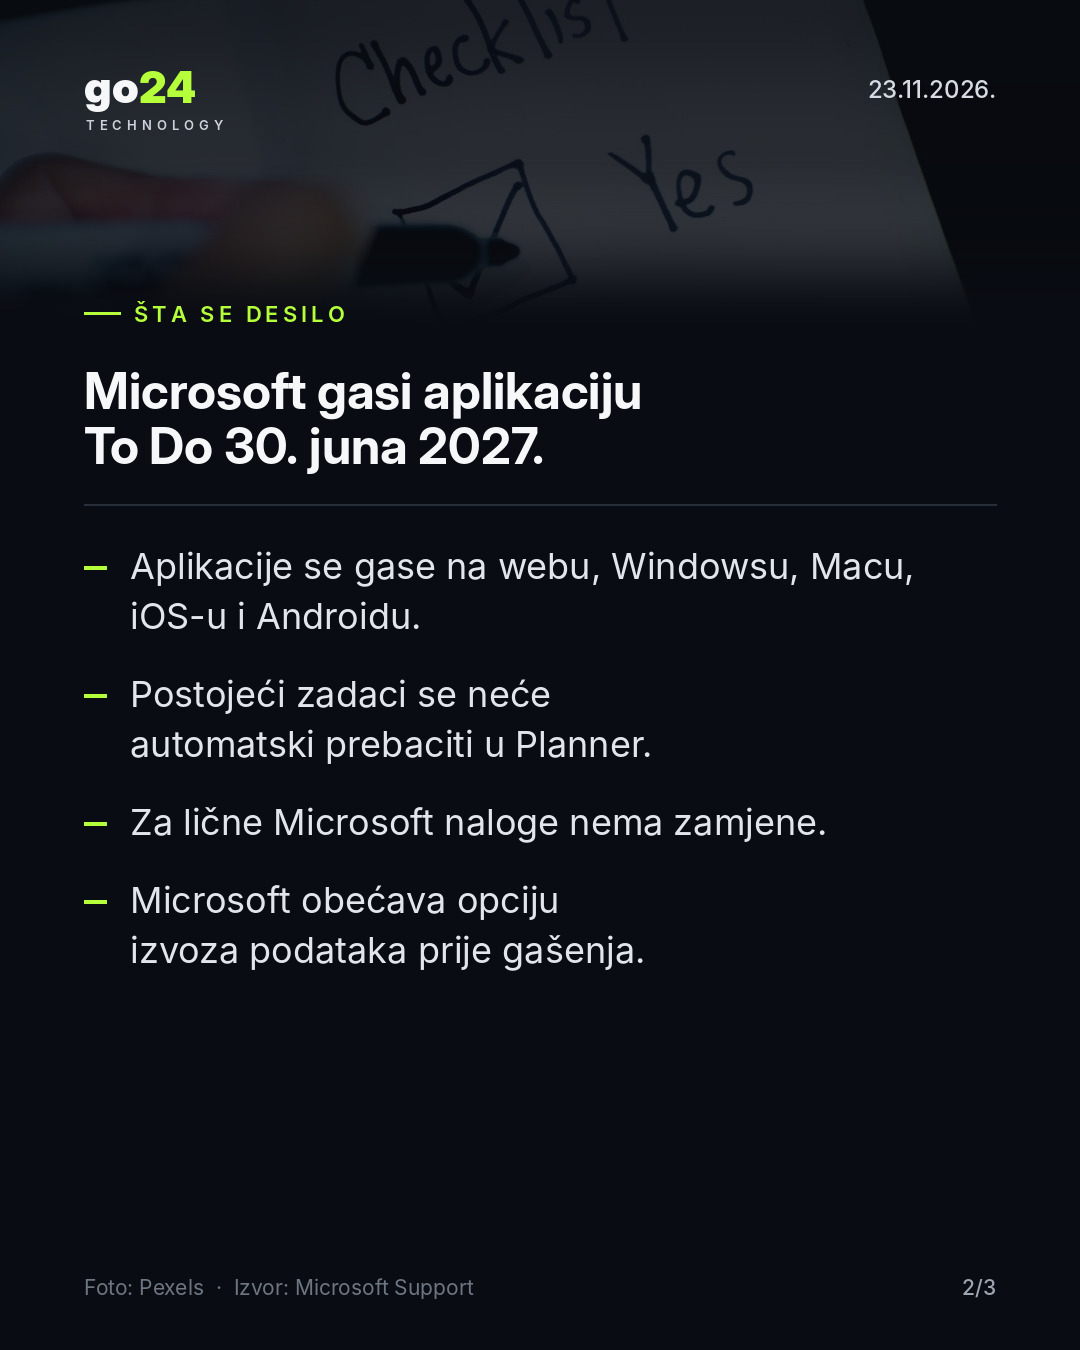 Checklist
go24
23.11.2026.
TECHNOLOGY
Yes
ŠTA SE DESILO
Microsoft gasi aplikaciju
To Do 30. juna 2027.
Aplikacije se gase na webu, Windowsu, Macu,
iOS-u i Androidu.
Postojeći zadaci se neće
automatski prebaciti u Planner.
Za lične Microsoft naloge nema zamjene.
Microsoft obećava opciju
izvoza podataka prije gašenja.
Foto: Pexels · Izvor: Microsoft Support
2/3